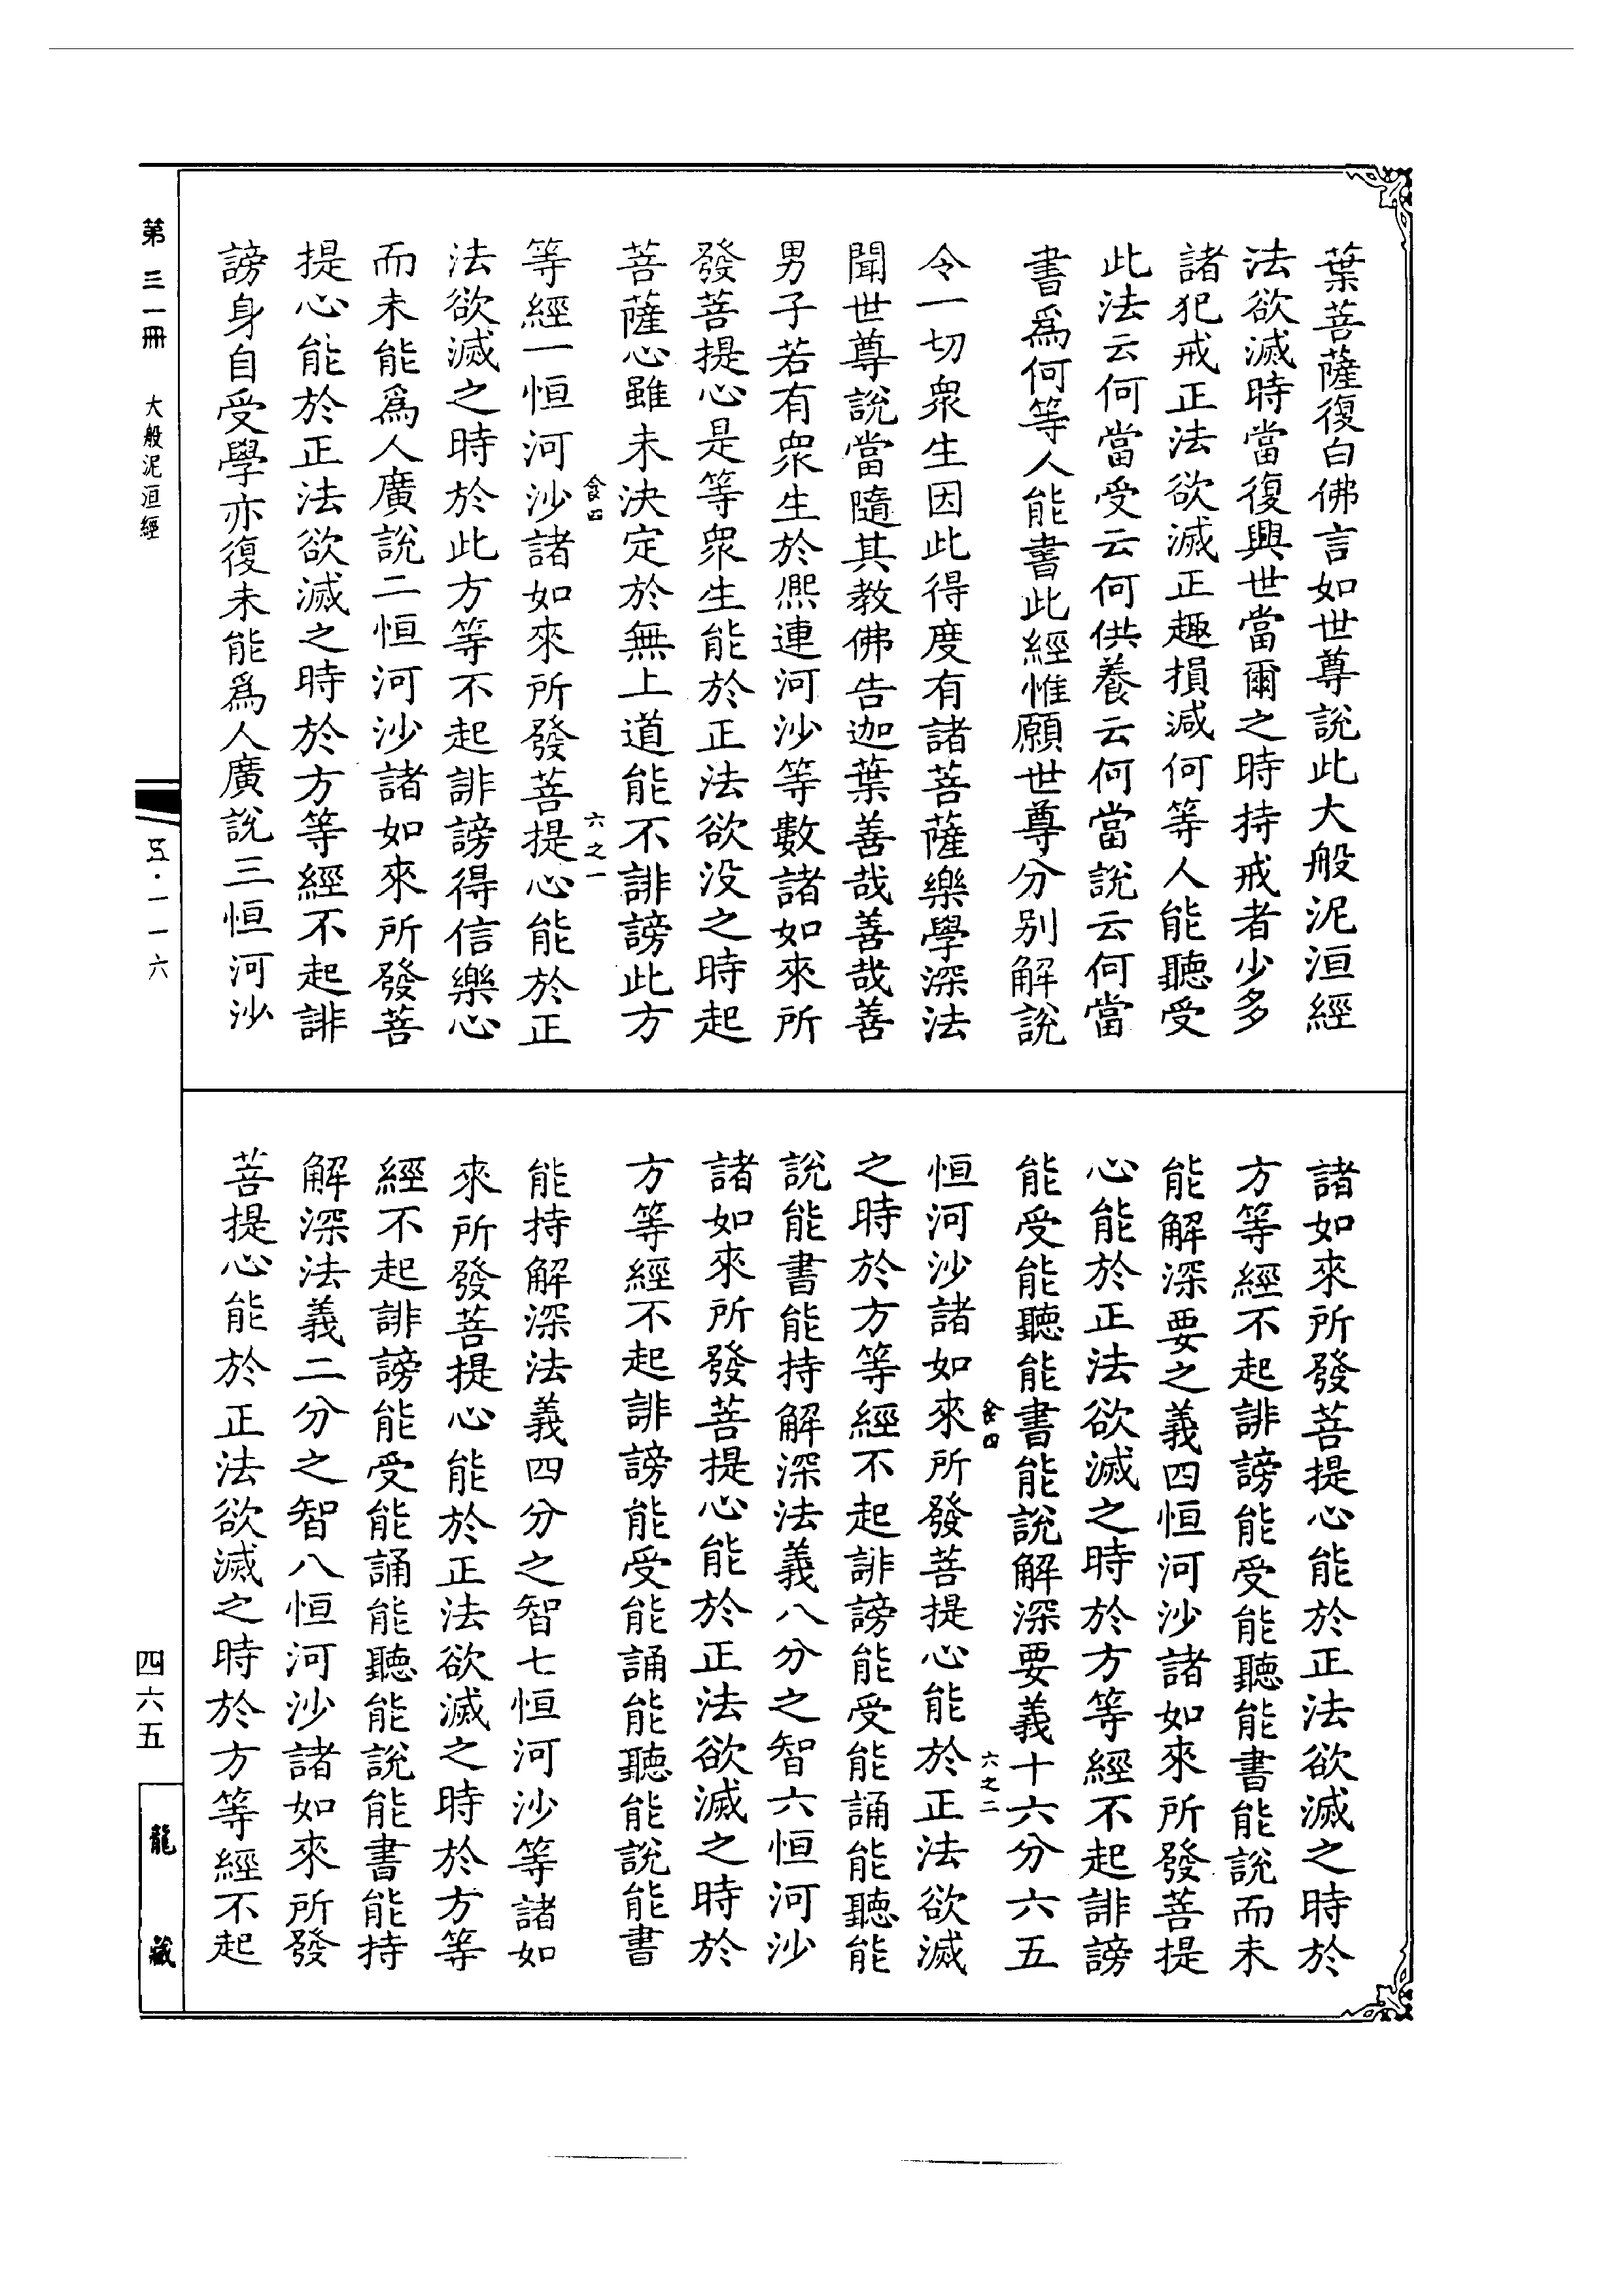 葉菩薩復白佛言如世尊說此大般泥洹經
法欲滅時當復興世當爾之時持戒者少多
諸犯戒正法欲滅正趣損減何等人能聽受
此法云何當受云何供養云何當說云何當
書爲何等人能書此經惟願世尊分别解說
令一切衆生因此得度有諸菩薩樂學深法
聞世尊說當隨其教佛告迦葉善哉善哉善
男子若有衆生於熈連河沙等數諸如來所
發菩提心是等衆生能於正法欲没之時起
菩薩心雖未決定於無上道能不誹謗此方
食四
六之一
等經一恒河沙諸如來所發菩提心能於正
法欲滅之時於此方等不起誹謗得信樂心
而未能爲人廣說二恒河沙諸如來所發菩
提心能於正法欲滅之時於方等經不起誹
謗身自受學亦復未能爲人廣說三恒河沙
諸如來所發菩提心能於正法欲滅之時於
方等經不起誹謗能受能聽能書能說而未
能解深要之義四恒河沙諸如來所發菩提
心能於正法欲滅之時於方等經不起誹謗
能受能聽能書能說解深要義十六分六五
食四
六之二
恒河沙諸如來所發菩提心能於正法欲滅
之時於方等經不起誹謗能受能誦能聽能
說能書能持解深法義八分之智六恒河沙
諸如來所發菩提心能於正法欲滅之時於
方等經不起誹謗能受能誦能聽能說能書
能持解深法義四分之智七恒河沙等諸如
來所發菩提心能於正法欲滅之時於方等
經不起誹謗能受能誦能聽能說能書能持
解深法義二分之智八恒河沙諸如來所發
菩提心能於正法欲滅之時於方等經不起
第三一冊 大般泥洹經
五·一一六
四六五
龍藏